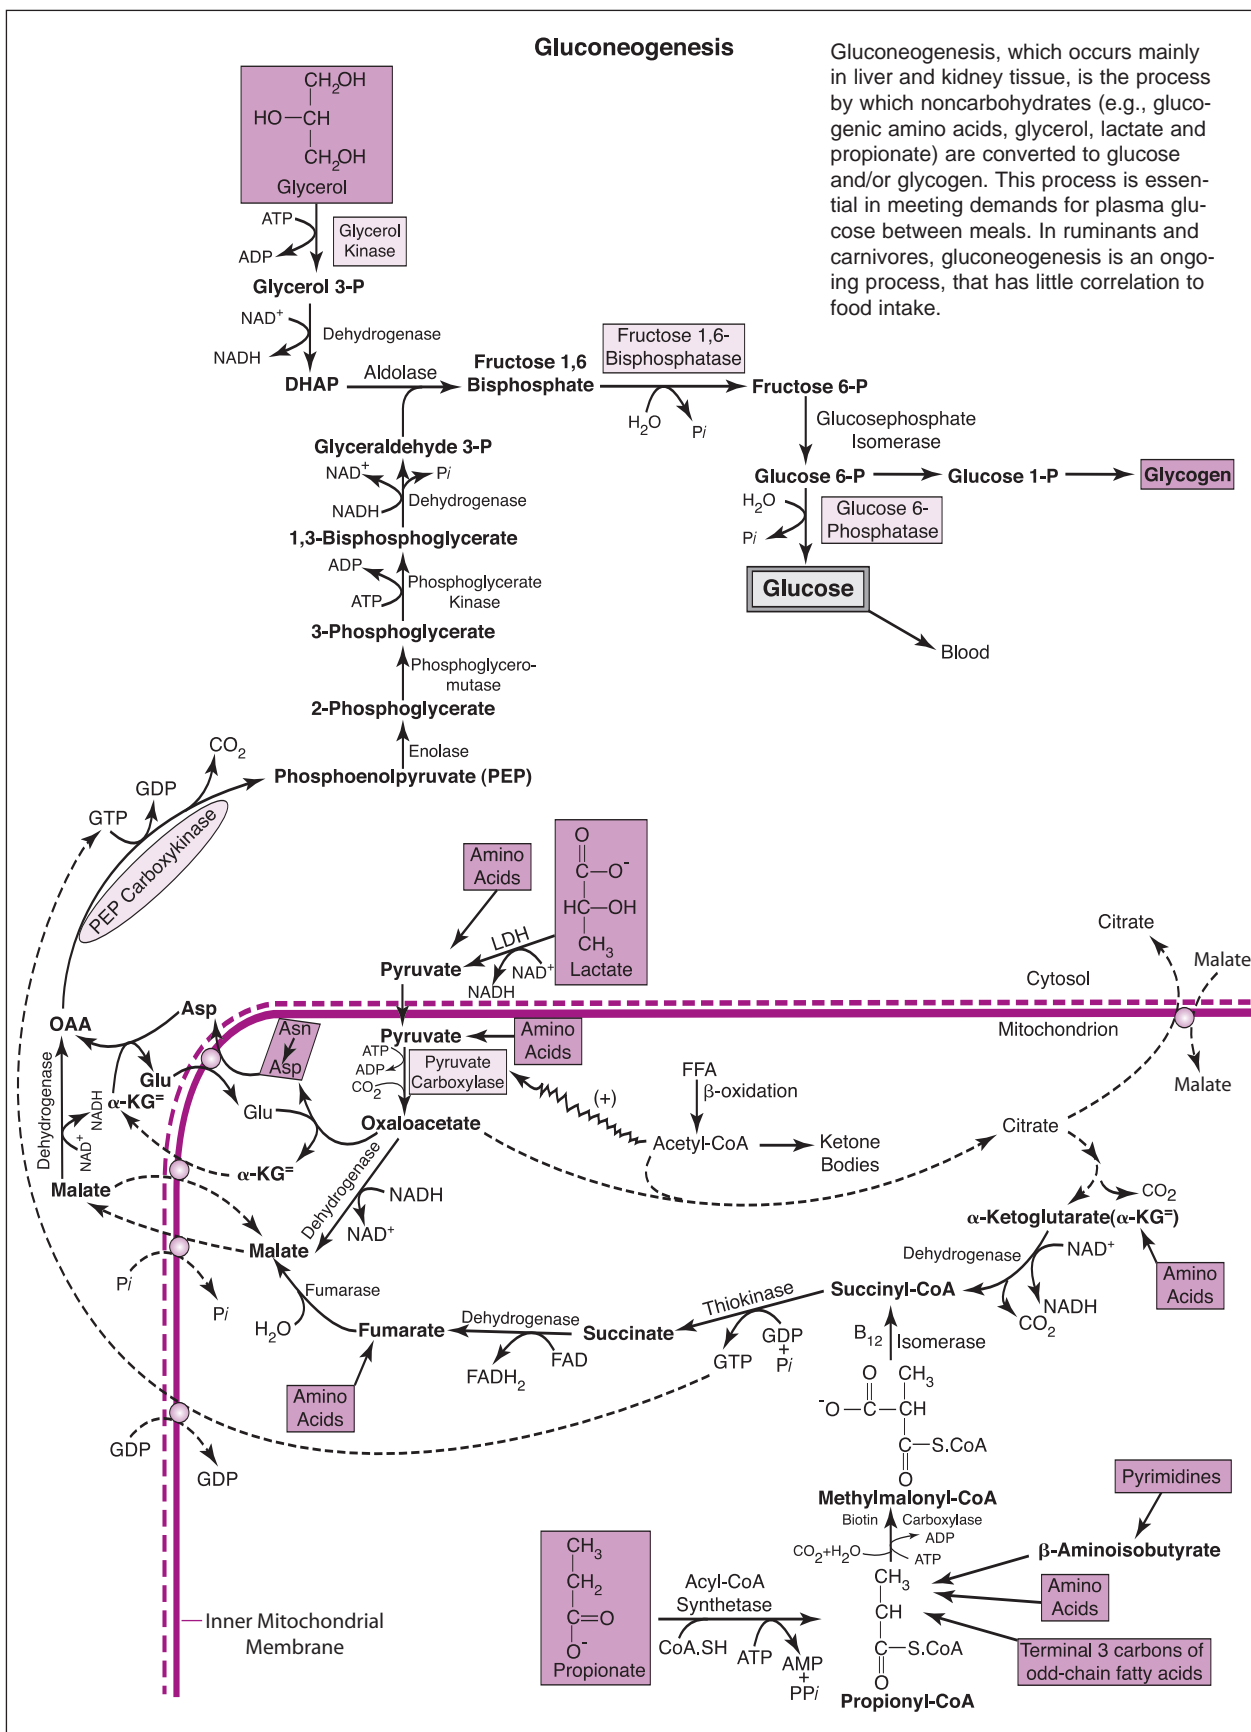 Gluconeogenesis
Gluconeogenesis, which occurs mainly
in liver and kidney tissue, is the process
by which noncarbohydrates (e.g., gluco-
genic amino acids, glycerol, lactate and
propionate) are converted to glucose
and/or glycogen. This process is essen-
tial in meeting demands for plasma glu-
cose between meals. In ruminants and
carnivores, gluconeogenesis is an ongo-
ing process, that has little correlation to
food intake.
CH2OH
HO—CH
CH2OH
Glycerol
ATP
ADP
Glycerol
Kinase
Glycerol 3-P
NAD+
NADH
Dehydrogenase
DHAP
Aldolase
Fructose 1,6
Bisphosphate
Fructose 1,6-
Bisphosphatase
H2O
Pi
Fructose 6-P
Glucosephosphate
Isomerase
Glucose 6-P
Glucose 1-P
Glycogen
H2O
Pi
Glucose 6-
Phosphatase
Glucose
Blood
Glyceraldehyde 3-P
NAD+
Pi
NADH
Dehydrogenase
1,3-Bisphosphoglycerate
ADP
ATP
Phosphoglycerate
Kinase
3-Phosphoglycerate
Phosphoglycero-
mutase
2-Phosphoglycerate
Enolase
Phosphoenolpyruvate (PEP)
CO2
GDP
GTP
PEP Carboxykinase
Amino
Acids
O
C—O-
HC—OH
CH3
Lactate
LDH
NAD+
NADH
Pyruvate
Citrate
Malate
Cytosol
Mitochondrion
Malate
OAA
Asp
Asn
Asp
Glu
α-KG=
Glu
α-KG=
Dehydrogenase
NADH
NAD+
Malate
Pyruvate
Amino
Acids
ATP
ADP
CO2
Pyruvate
Carboxylase
Oxaloacetate
(+)
FFA
β-oxidation
Acetyl-CoA
Ketone
Bodies
Citrate
CO2
α-Ketoglutarate(α-KG=)
Dehydrogenase
NAD+
NADH
CO2
Amino
Acids
Dehydrogenase
NADH
NAD+
Malate
Pi
Pi
Fumarase
H2O
Fumarate
Amino
Acids
Dehydrogenase
FAD
FADH2
Succinate
Thiokinase
GDP
+
Pi
GTP
Succinyl-CoA
B12
Isomerase
GDP
GDP
O
CH3
-O—C—CH
C—S.CoA
O
Methylmalonyl-CoA
Biotin
Carboxylase
ADP
CO2+H2O
ATP
Pyrimidines
β-Aminoisobutyrate
Amino
Acids
Terminal 3 carbons of
odd-chain fatty acids
CH3
CH
C—S.CoA
O
Propionyl-CoA
CH3
CH2
C=O
O-
Propionate
Acyl-CoA
Synthetase
CoA.SH
ATP
AMP
+
PPi
Inner Mitochondrial
Membrane